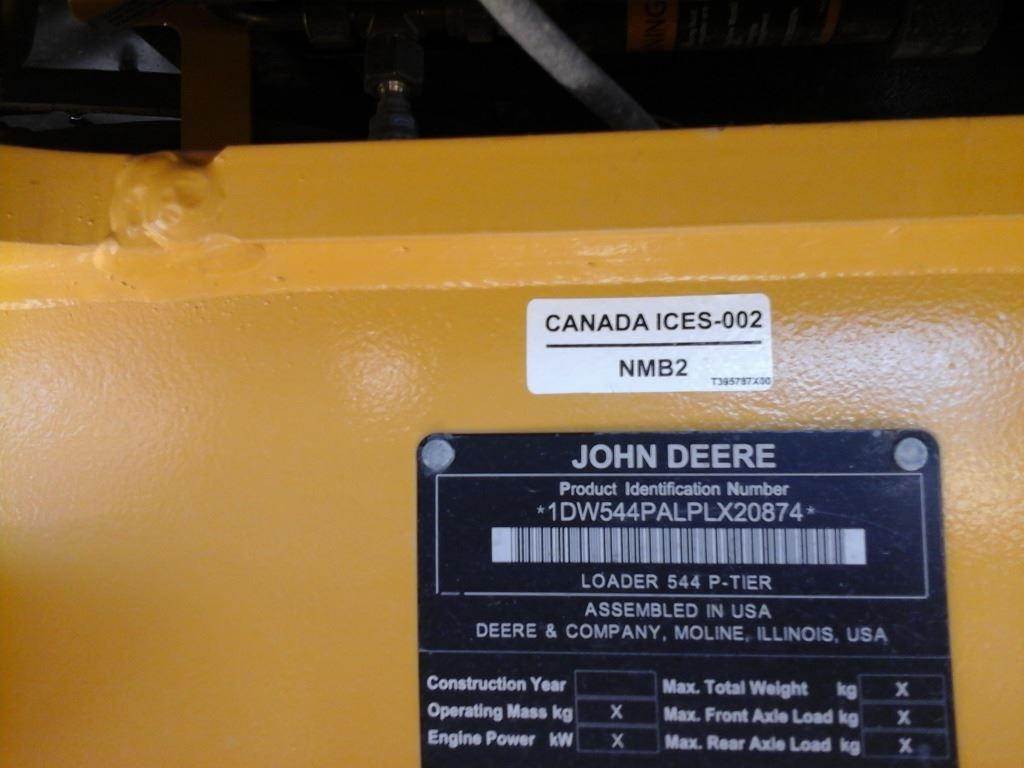 CANADA ICES-002
NMB2
T395787X00
JOHN DEERE
Product Identification Number
*1DW544PALPLX20874*
LOADER 544 P-TIER
ASSEMBLED IN USA
DEERE & COMPANY, MOLINE, ILLINOIS, USA
Construction Year
Max. Total Weight kg X
Operating Mass kg X
Max. Front Axle Load kg X
Engine Power kW X
Max. Rear Axle Load kg X